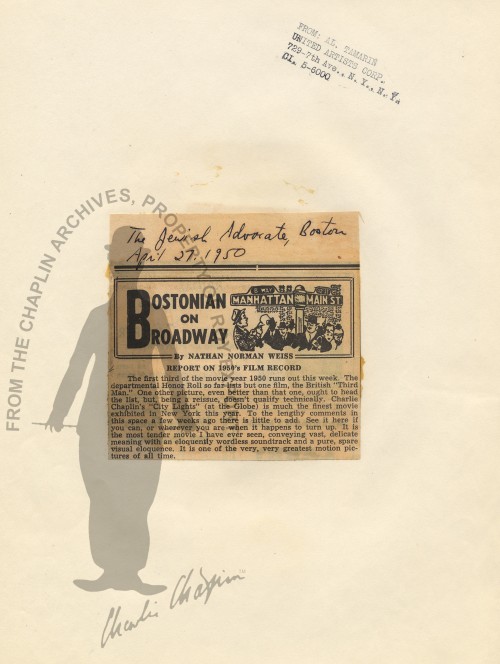 FROM: AL. TAMARIN
UNITED ARTISTS CORP.
729-7th Ave., N. Y., N. Y.
CI. 5-6000
The Jewish Advocate, Boston
April 27, 1950
BOSTONIAN
ON
BROADWAY
B'WAY
MANHATTAN MAIN ST.
By NATHAN NORMAN WEISS
REPORT ON 1950's FILM RECORD
The first third of the movie year 1950 runs out this week. The
departmental Honor Roll so far lists but one film, the British "Third
Man." One other picture, even better than that one, ought to head
the list, but, being a reissue, doesn't qualify technically. Charlie
Chaplin's "City Lights" (at the Globe) is much the finest movie
exhibited in New York this year. To the lengthy comments in
this space a few weeks ago there is little to add. See it here if
you can, or wherever you are when it happens to turn up. It is
the most tender movie I have ever seen, conveying vast, delicate
meaning with an eloquently wordless soundtrack and a pure, spare
visual eloquence. It is one of the very, very greatest motion pic-
tures of all time.
FROM THE CHAPLIN ARCHIVES, PROPERTY OF ROY EXPORT
Charlie Chaplin